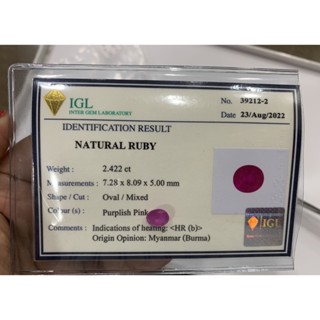 IGL
INTER GEM LABORATORY
No. 39212-2
Date 23/Aug/2022
IDENTIFICATION RESULT
NATURAL RUBY
Weight : 2.422 ct
Measurements : 7.28 x 8.09 x 5.00 mm
Shape / Cut : Oval / Mixed
Colour(s) : Purplish Pink
Comments : Indications of heating: <HR (b)>
Origin Opinion: Myanmar (Burma)
IGL